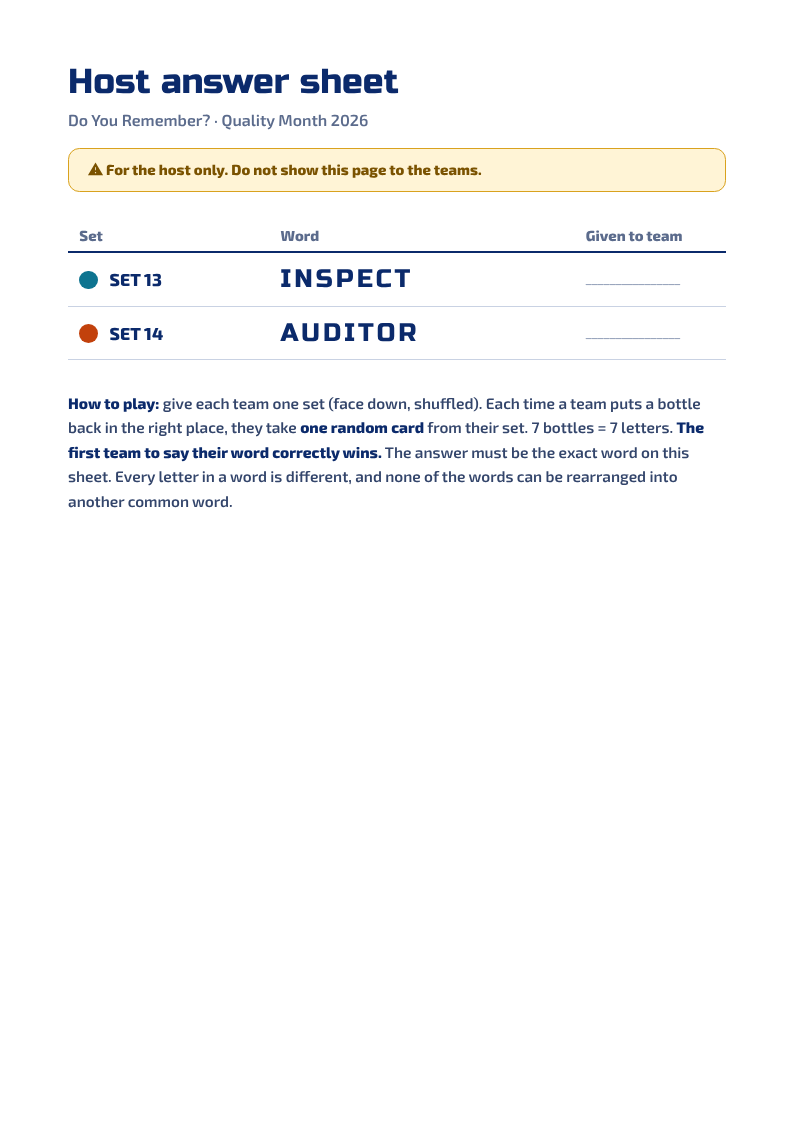 Host answer sheet
Do You Remember? · Quality Month 2026
⚠ For the host only. Do not show this page to the teams.
Set Word Given to team
SET 13 INSPECT ________________
SET 14 AUDITOR ________________
How to play: give each team one set (face down, shuffled). Each time a team puts a bottle
back in the right place, they take one random card from their set. 7 bottles = 7 letters. The
first team to say their word correctly wins. The answer must be the exact word on this
sheet. Every letter in a word is different, and none of the words can be rearranged into
another common word.